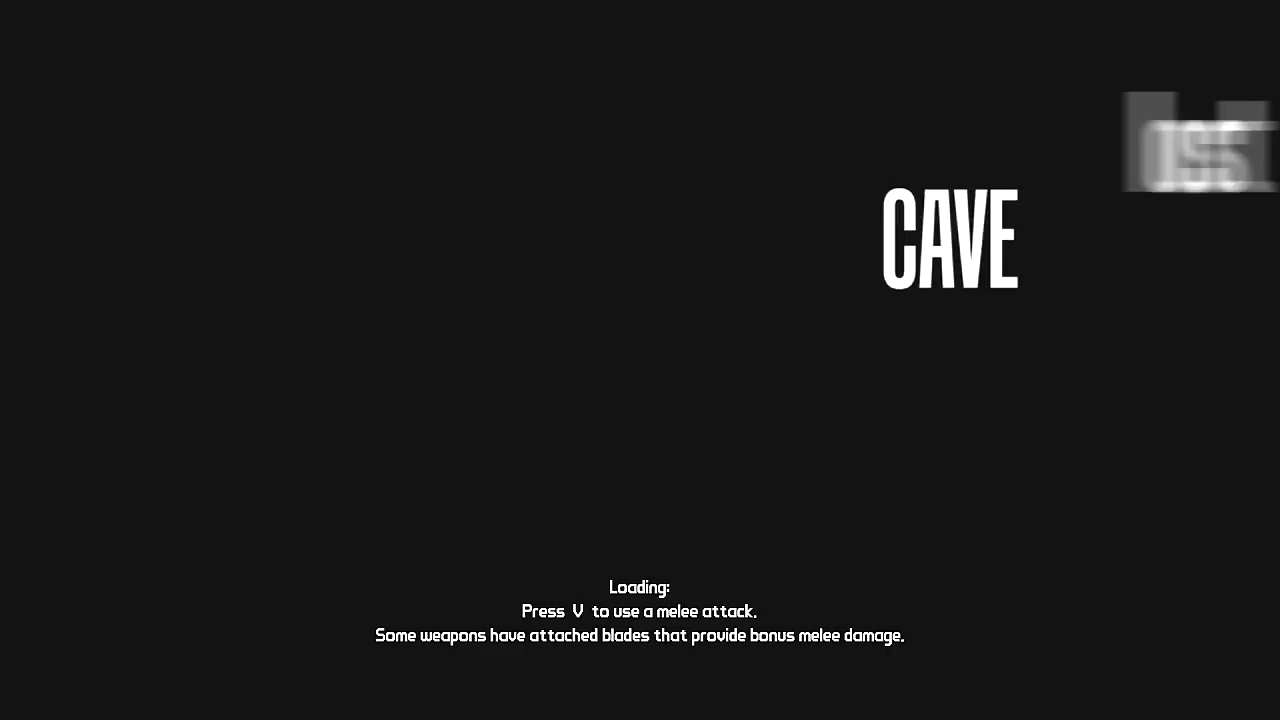 CAVE
Loading:
Press V to use a melee attack.
Some weapons have attached blades that provide bonus melee damage.